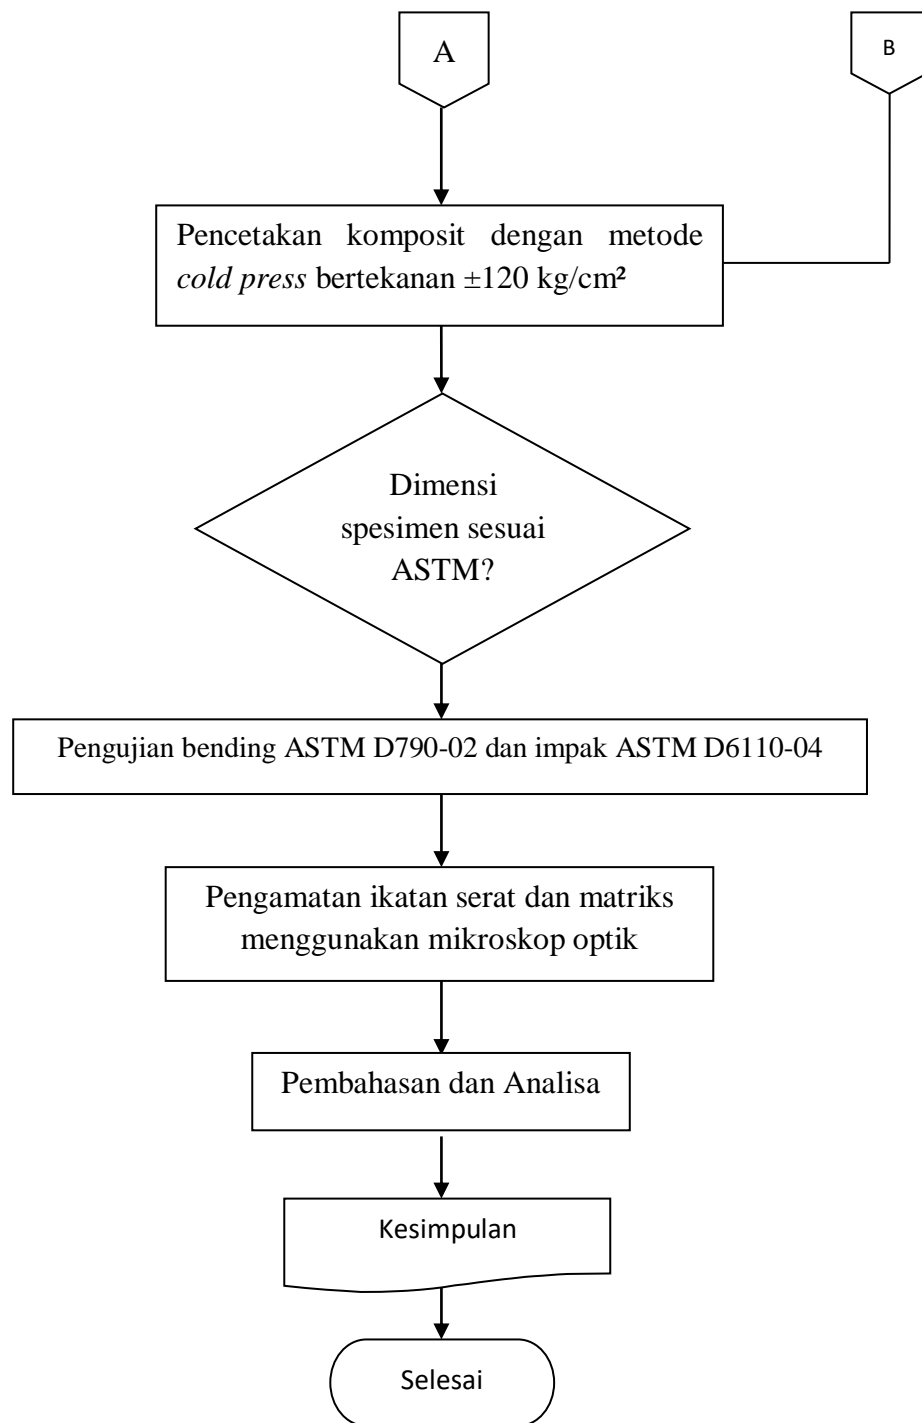 A
B
Pencetakan komposit dengan metode
cold press bertekanan ±120 kg/cm²
Dimensi
spesimen sesuai
ASTM?
Pengujian bending ASTM D790-02 dan impak ASTM D6110-04
Pengamatan ikatan serat dan matriks
menggunakan mikroskop optik
Pembahasan dan Analisa
Kesimpulan
Selesai